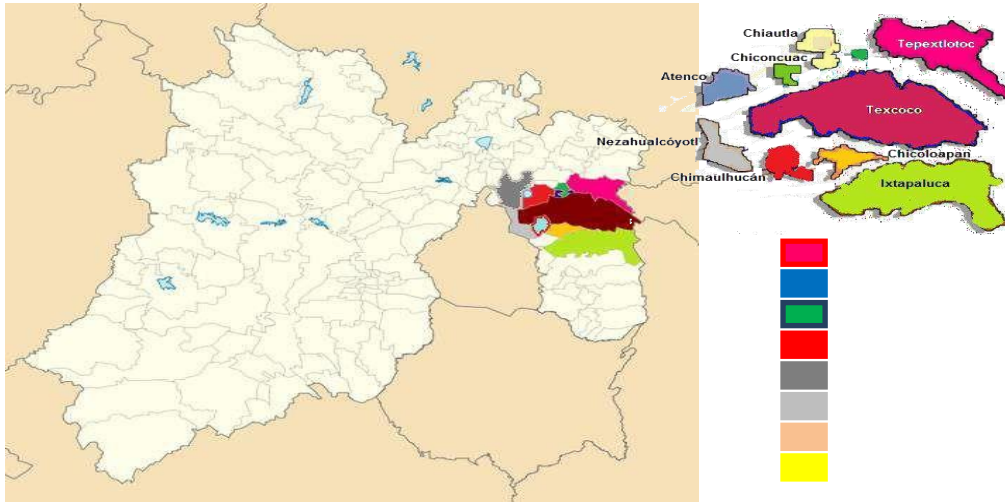 Chiautla
Tepextlotoc
Chiconcuac
Atenco
Texcoco
Nezahualcóyotl
Chicoloapan
Chimaulhucán
Ixtapaluca